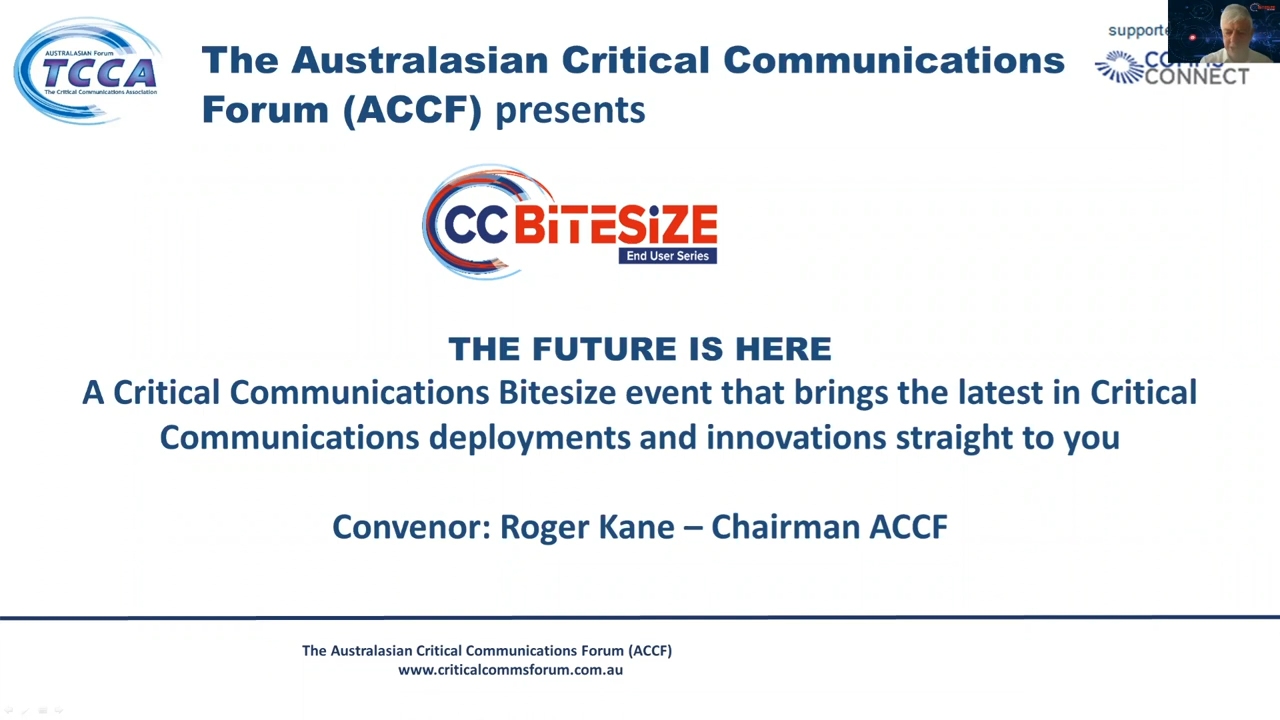 AUSTRALASIAN Forum
TCCA
The Critical Communications Association
The Australasian Critical Communications
Forum (ACCF) presents
CONNECT
CC BiTESiZE
End User Series
THE FUTURE IS HERE
A Critical Communications Bitesize event that brings the latest in Critical
Communications deployments and innovations straight to you
Convenor: Roger Kane – Chairman ACCF
The Australasian Critical Communications Forum (ACCF)
www.criticalcommsforum.com.au